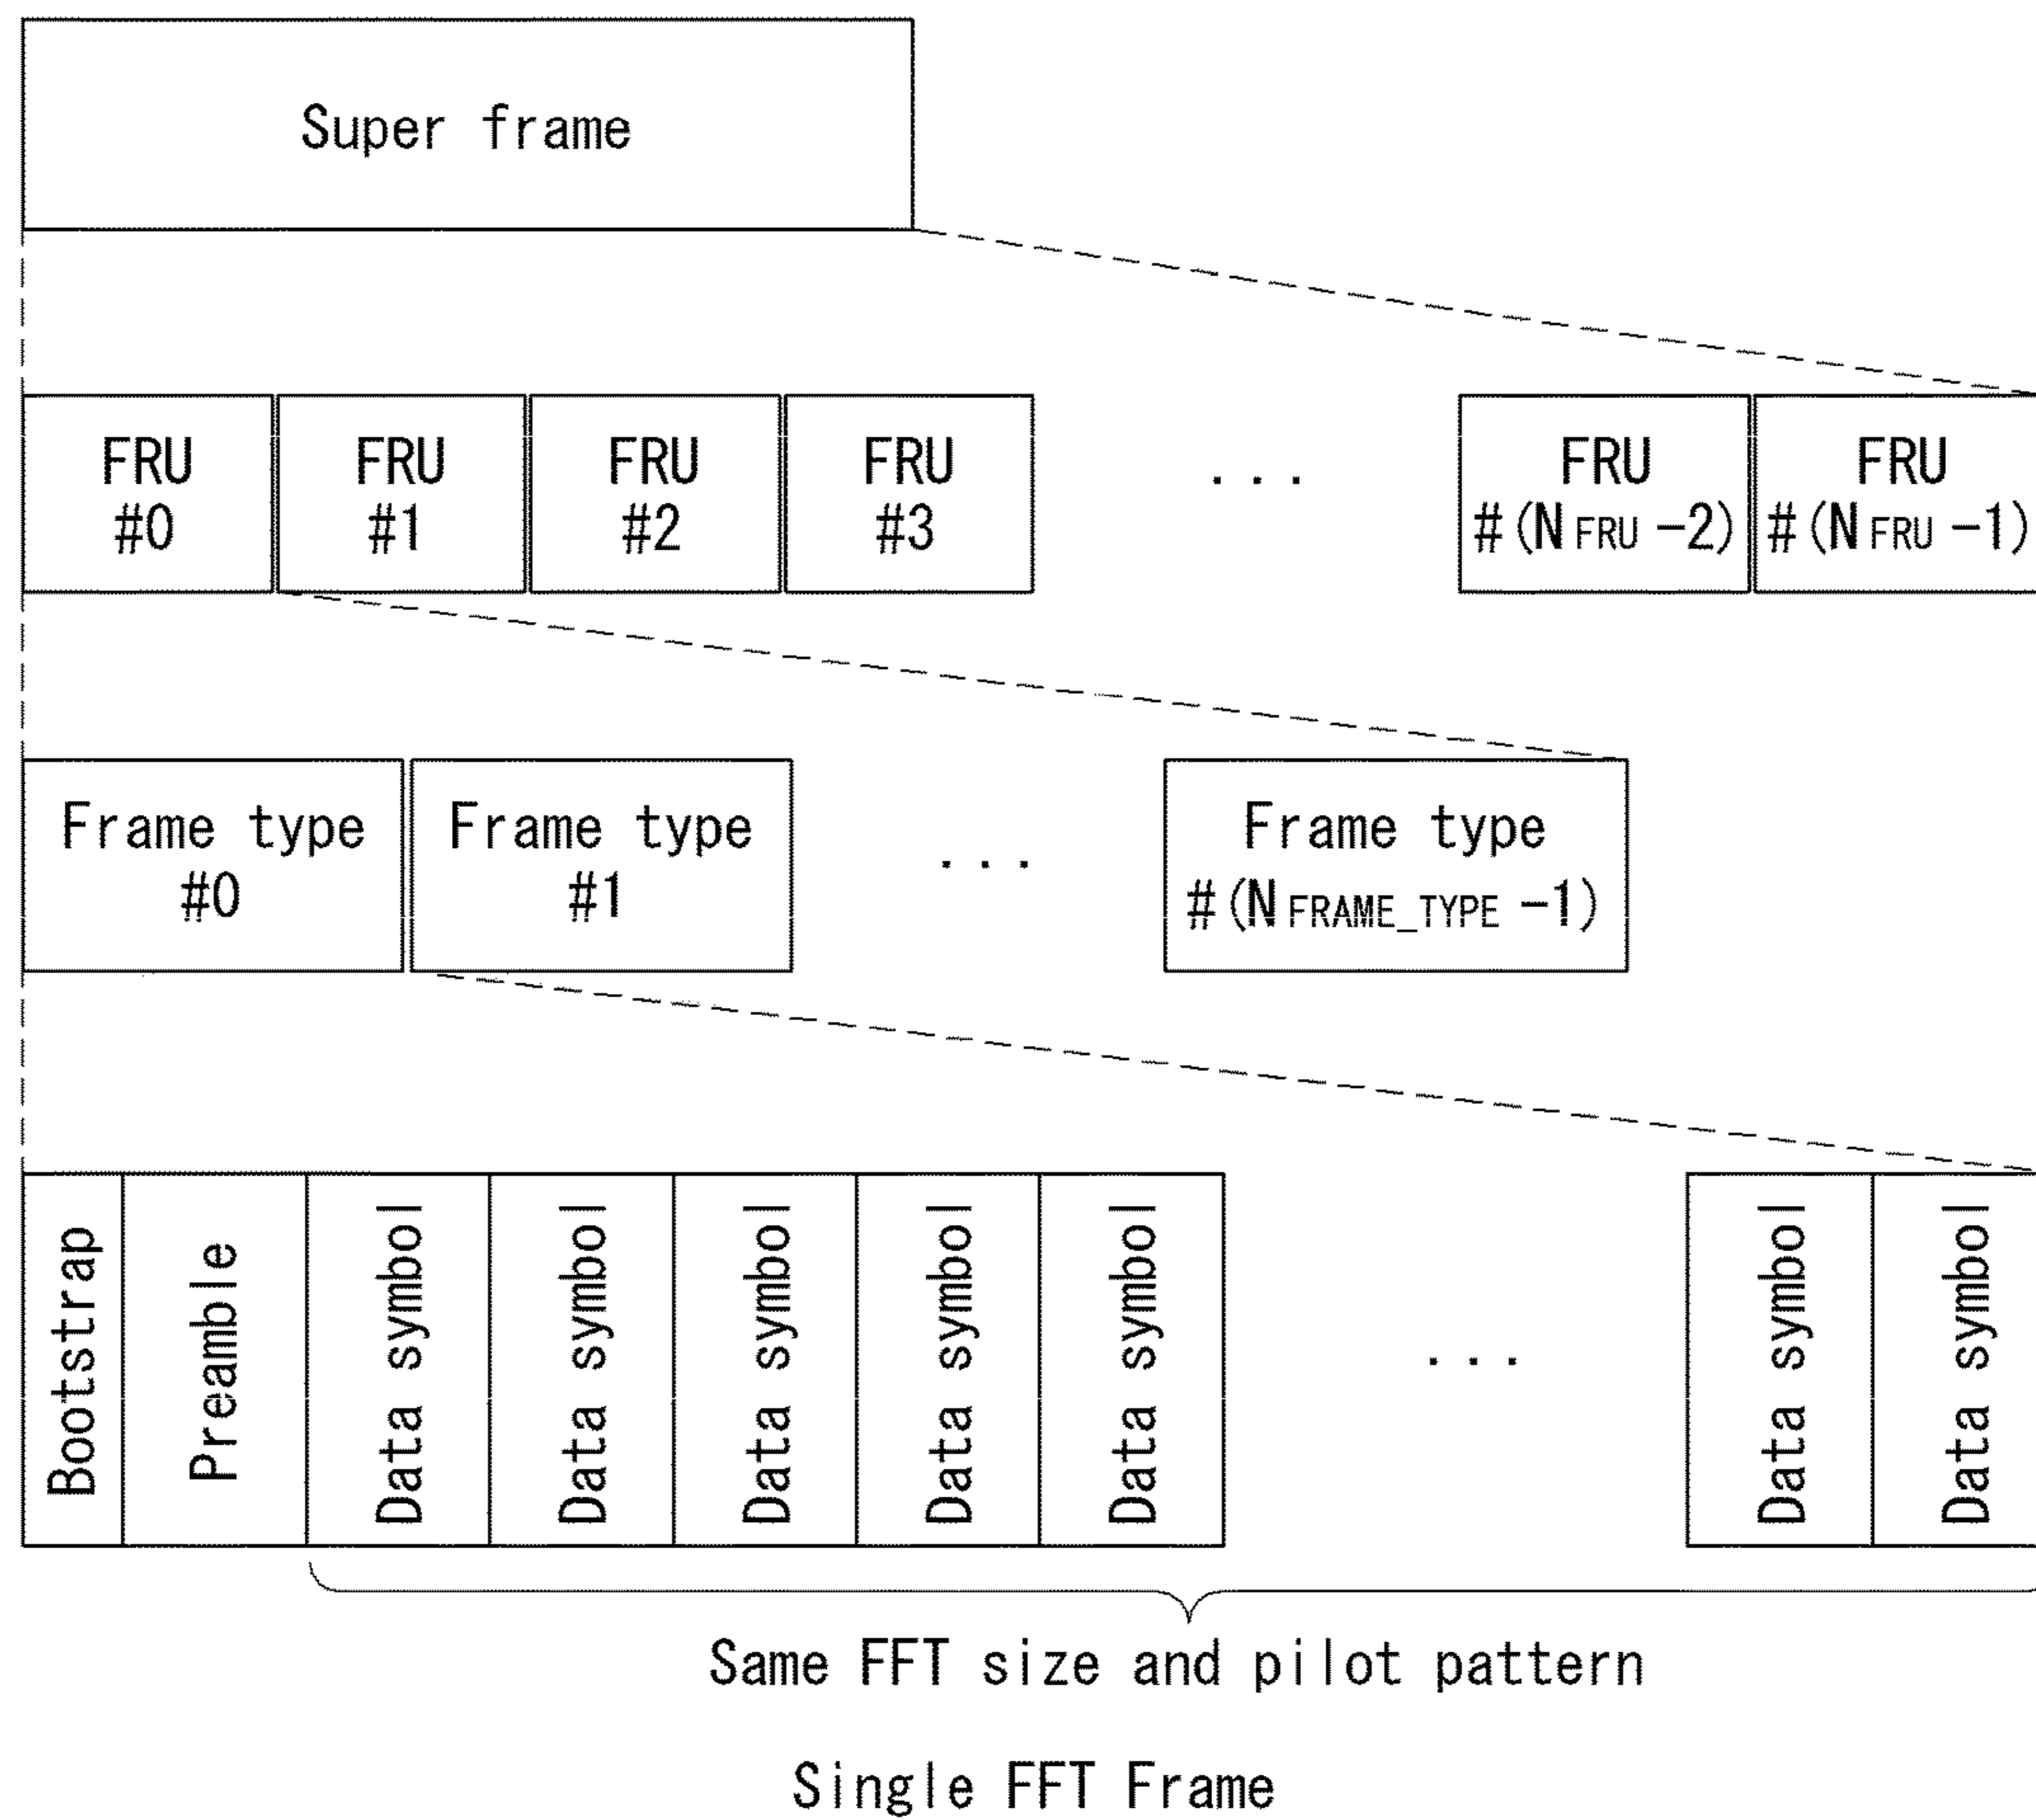 Super frame
FRU
#0
FRU
#1
FRU
#2
FRU
#3
...
FRU
#(NFRU-2)
FRU
#(NFRU-1)
Frame type
#0
Frame type
#1
...
Frame type
#(NFRAME_TYPE-1)
Bootstrap
Preamble
Data symbol
Data symbol
Data symbol
Data symbol
Data symbol
...
Data symbol
Data symbol
Same FFT size and pilot pattern
Single FFT Frame